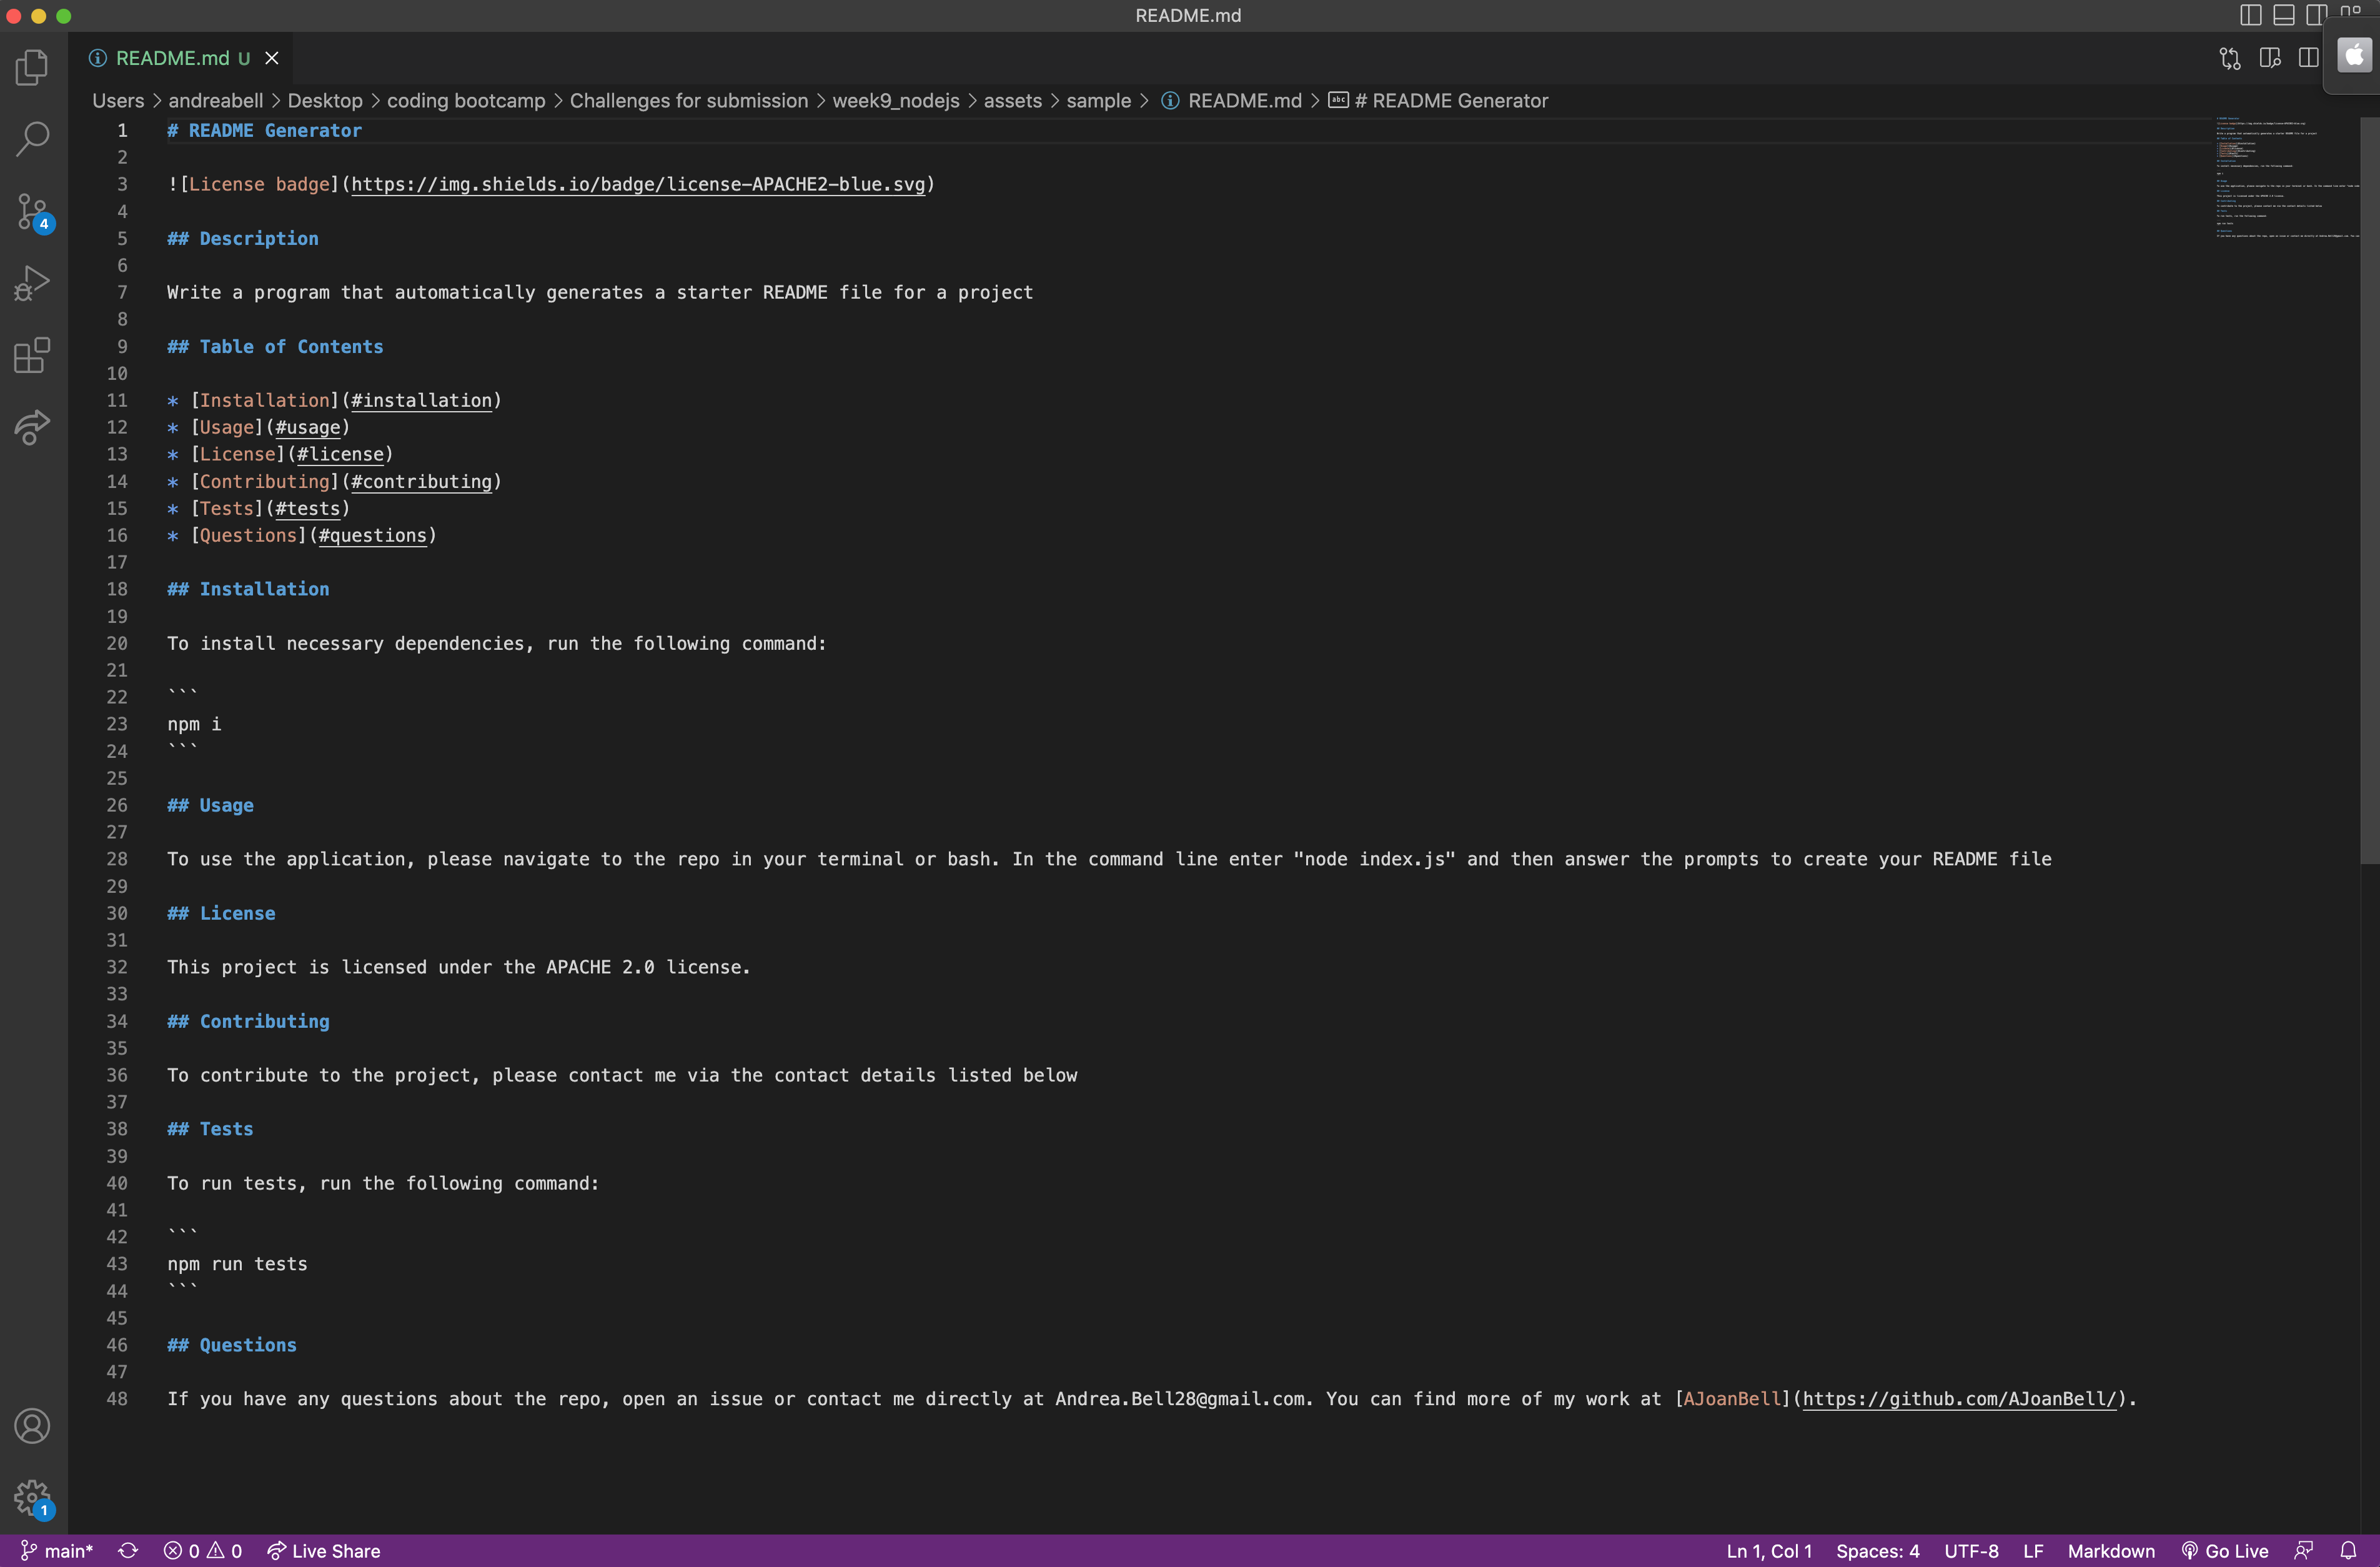 README.md
README.md U
Users > andreabell > Desktop > coding bootcamp > Challenges for submission > week9_nodejs > assets > sample > README.md > abc # README Generator
1 # README Generator
2
3 ![License badge](https://img.shields.io/badge/license-APACHE2-blue.svg)
4
5 ## Description
6
7 Write a program that automatically generates a starter README file for a project
8
9 ## Table of Contents
10
11 * [Installation](#installation)
12 * [Usage](#usage)
13 * [License](#license)
14 * [Contributing](#contributing)
15 * [Tests](#tests)
16 * [Questions](#questions)
17
18 ## Installation
19
20 To install necessary dependencies, run the following command:
21
22 ```
23 npm i
24 ```
25
26 ## Usage
27
28 To use the application, please navigate to the repo in your terminal or bash. In the command line enter "node index.js" and then answer the prompts to create your README file
29
30 ## License
31
32 This project is licensed under the APACHE 2.0 license.
33
34 ## Contributing
35
36 To contribute to the project, please contact me via the contact details listed below
37
38 ## Tests
39
40 To run tests, run the following command:
41
42 ```
43 npm run tests
44 ```
45
46 ## Questions
47
48 If you have any questions about the repo, open an issue or contact me directly at Andrea.Bell28@gmail.com. You can find more of my work at [AJoanBell](https://github.com/AJoanBell/).
4
1
main* 0 0 Live Share Ln 1, Col 1 Spaces: 4 UTF-8 LF Markdown Go Live